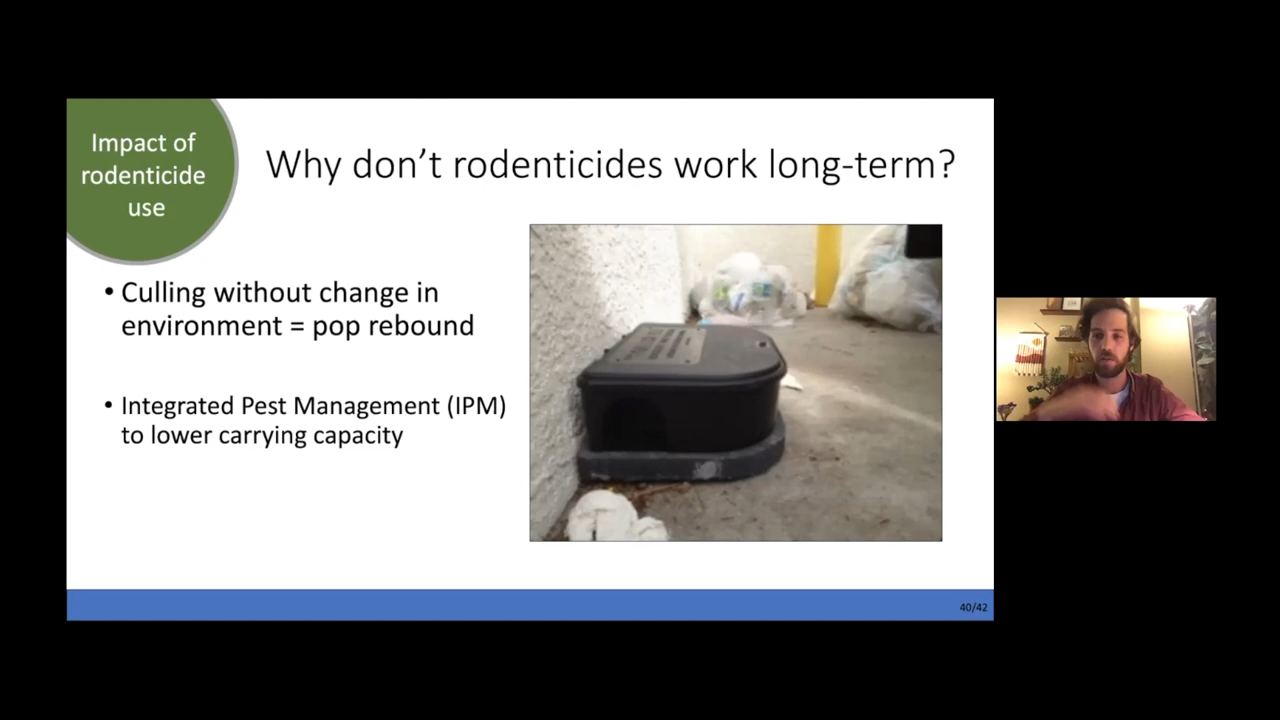 Impact of
rodenticide
use
Why don't rodenticides work long-term?
• Culling without change in
environment = pop rebound
• Integrated Pest Management (IPM)
to lower carrying capacity
40/42